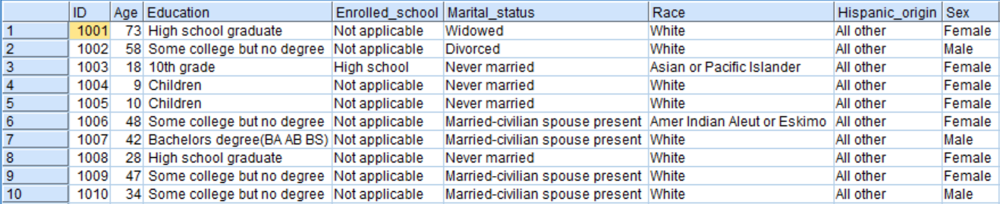 ID Age Education Enrolled_school Marital_status Race Hispanic_origin Sex
1 1001 73 High school graduate Not applicable Widowed White All other Female
2 1002 58 Some college but no degree Not applicable Divorced White All other Male
3 1003 18 10th grade High school Never married Asian or Pacific Islander All other Female
4 1004 9 Children Not applicable Never married White All other Female
5 1005 10 Children Not applicable Never married White All other Female
6 1006 48 Some college but no degree Not applicable Married-civilian spouse present Amer Indian Aleut or Eskimo All other Female
7 1007 42 Bachelors degree(BA AB BS) Not applicable Married-civilian spouse present White All other Male
8 1008 28 High school graduate Not applicable Never married White All other Female
9 1009 47 Some college but no degree Not applicable Married-civilian spouse present White All other Female
10 1010 34 Some college but no degree Not applicable Married-civilian spouse present White All other Male